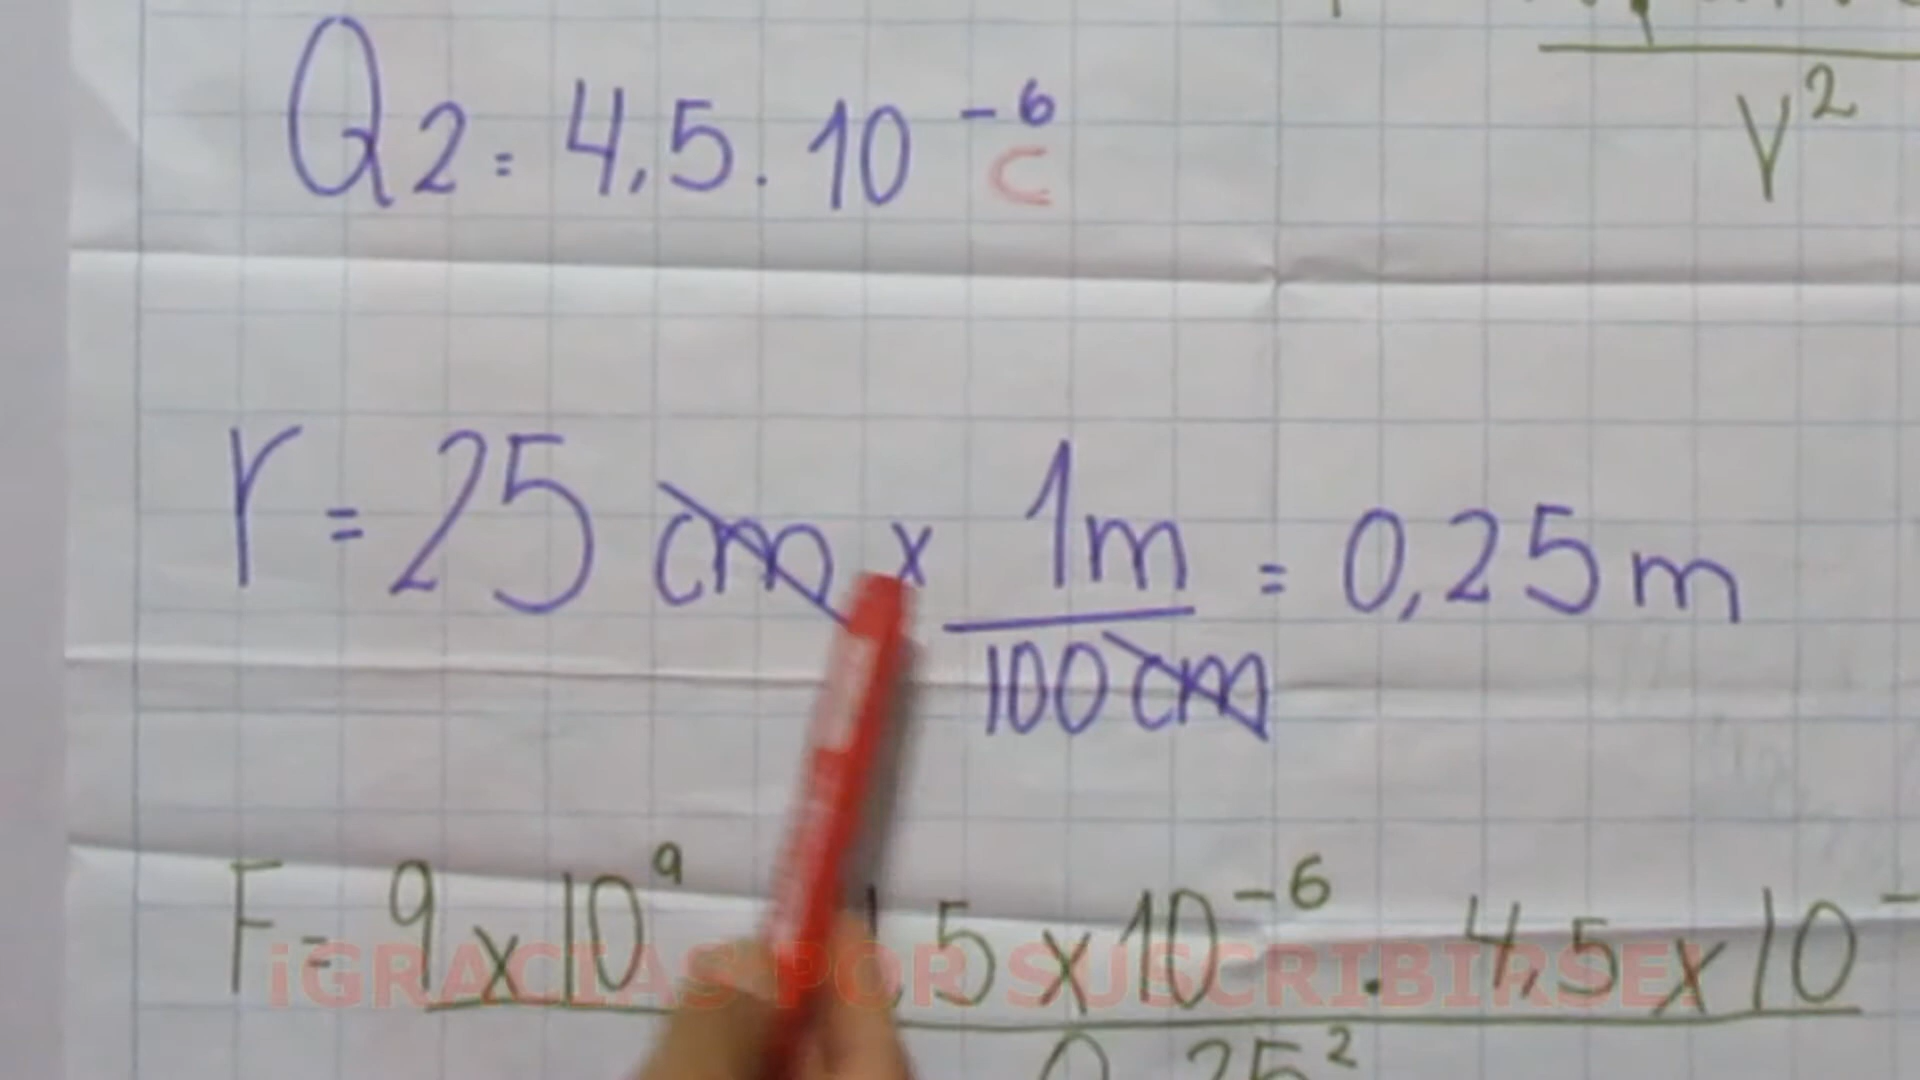 Q2 = 4,5 . 10⁻⁶ C
r²
r = 25 cm x 1m = 0,25 m
100 cm
F = 9 x 10⁹ ,5 x 10⁻⁶ . 4,5 x 10⁻
¡GRACIAS POR SUSCRIBIRSE!
0,25²